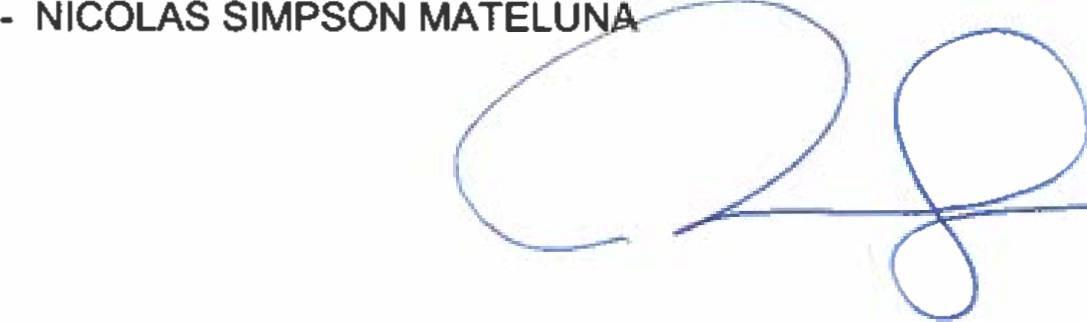 - NICOLAS SIMPSON MATELUNA